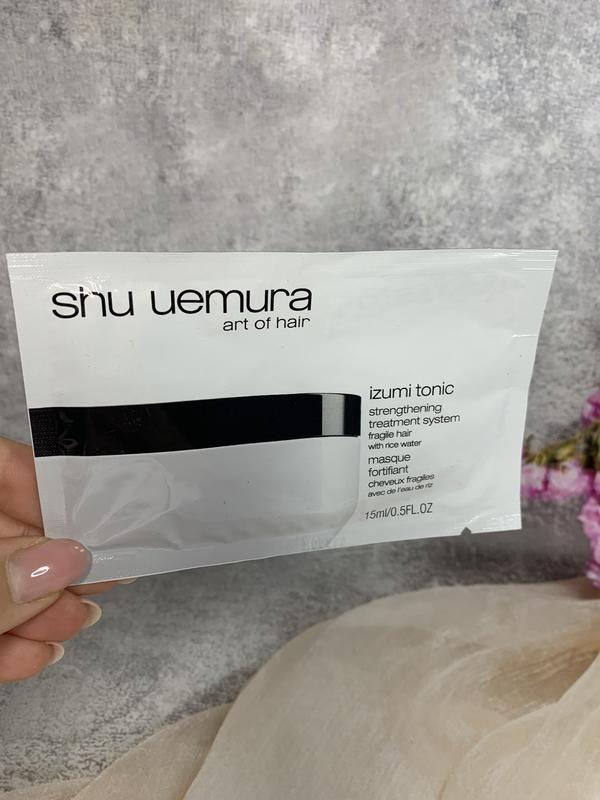 shu uemura
art of hair
izumi tonic
strengthening
treatment system
fragile hair
with rice water
masque
fortifiant
cheveux fragiles
avec de l'eau de riz
15ml/0.5FL.OZ